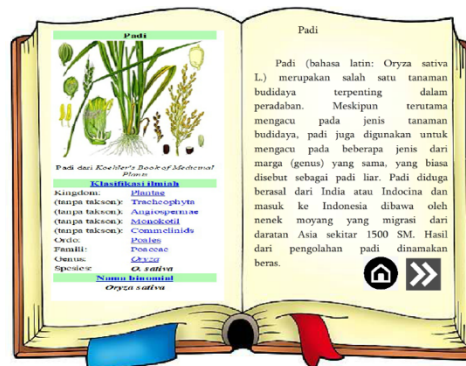 Padi
Padi dari Koehler's Book of Medicinal
Plants
Klasifikasi ilmiah
Kingdom: Plantae
(tanpa takson): Tracheophyta
(tanpa takson): Angiospermae
(tanpa takson): Monokotil
(tanpa takson): Commelinids
Ordo: Poales
Famili: Poaceae
Genus: Oryza
Spesies: O. sativa
Nama binomial
Oryza sativa
Padi
Padi (bahasa latin: Oryza sativa
L.) merupakan salah satu tanaman
budidaya terpenting dalam
peradaban. Meskipun terutama
mengacu pada jenis tanaman
budidaya, padi juga digunakan untuk
mengacu pada beberapa jenis dari
marga (genus) yang sama, yang biasa
disebut sebagai padi liar. Padi diduga
berasal dari India atau Indocina dan
masuk ke Indonesia dibawa oleh
nenek moyang yang migrasi dari
daratan Asia sekitar 1500 SM. Hasil
dari pengolahan padi dinamakan
beras.